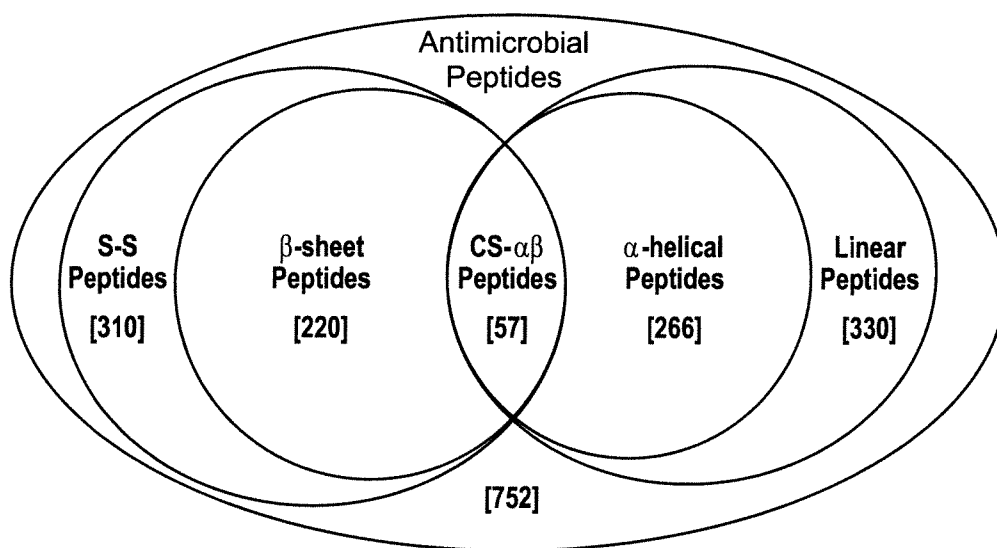 Antimicrobial
Peptides
S-S
Peptides
[310]
β-sheet
Peptides
[220]
CS-αβ
Peptides
[57]
α-helical
Peptides
[266]
Linear
Peptides
[330]
[752]